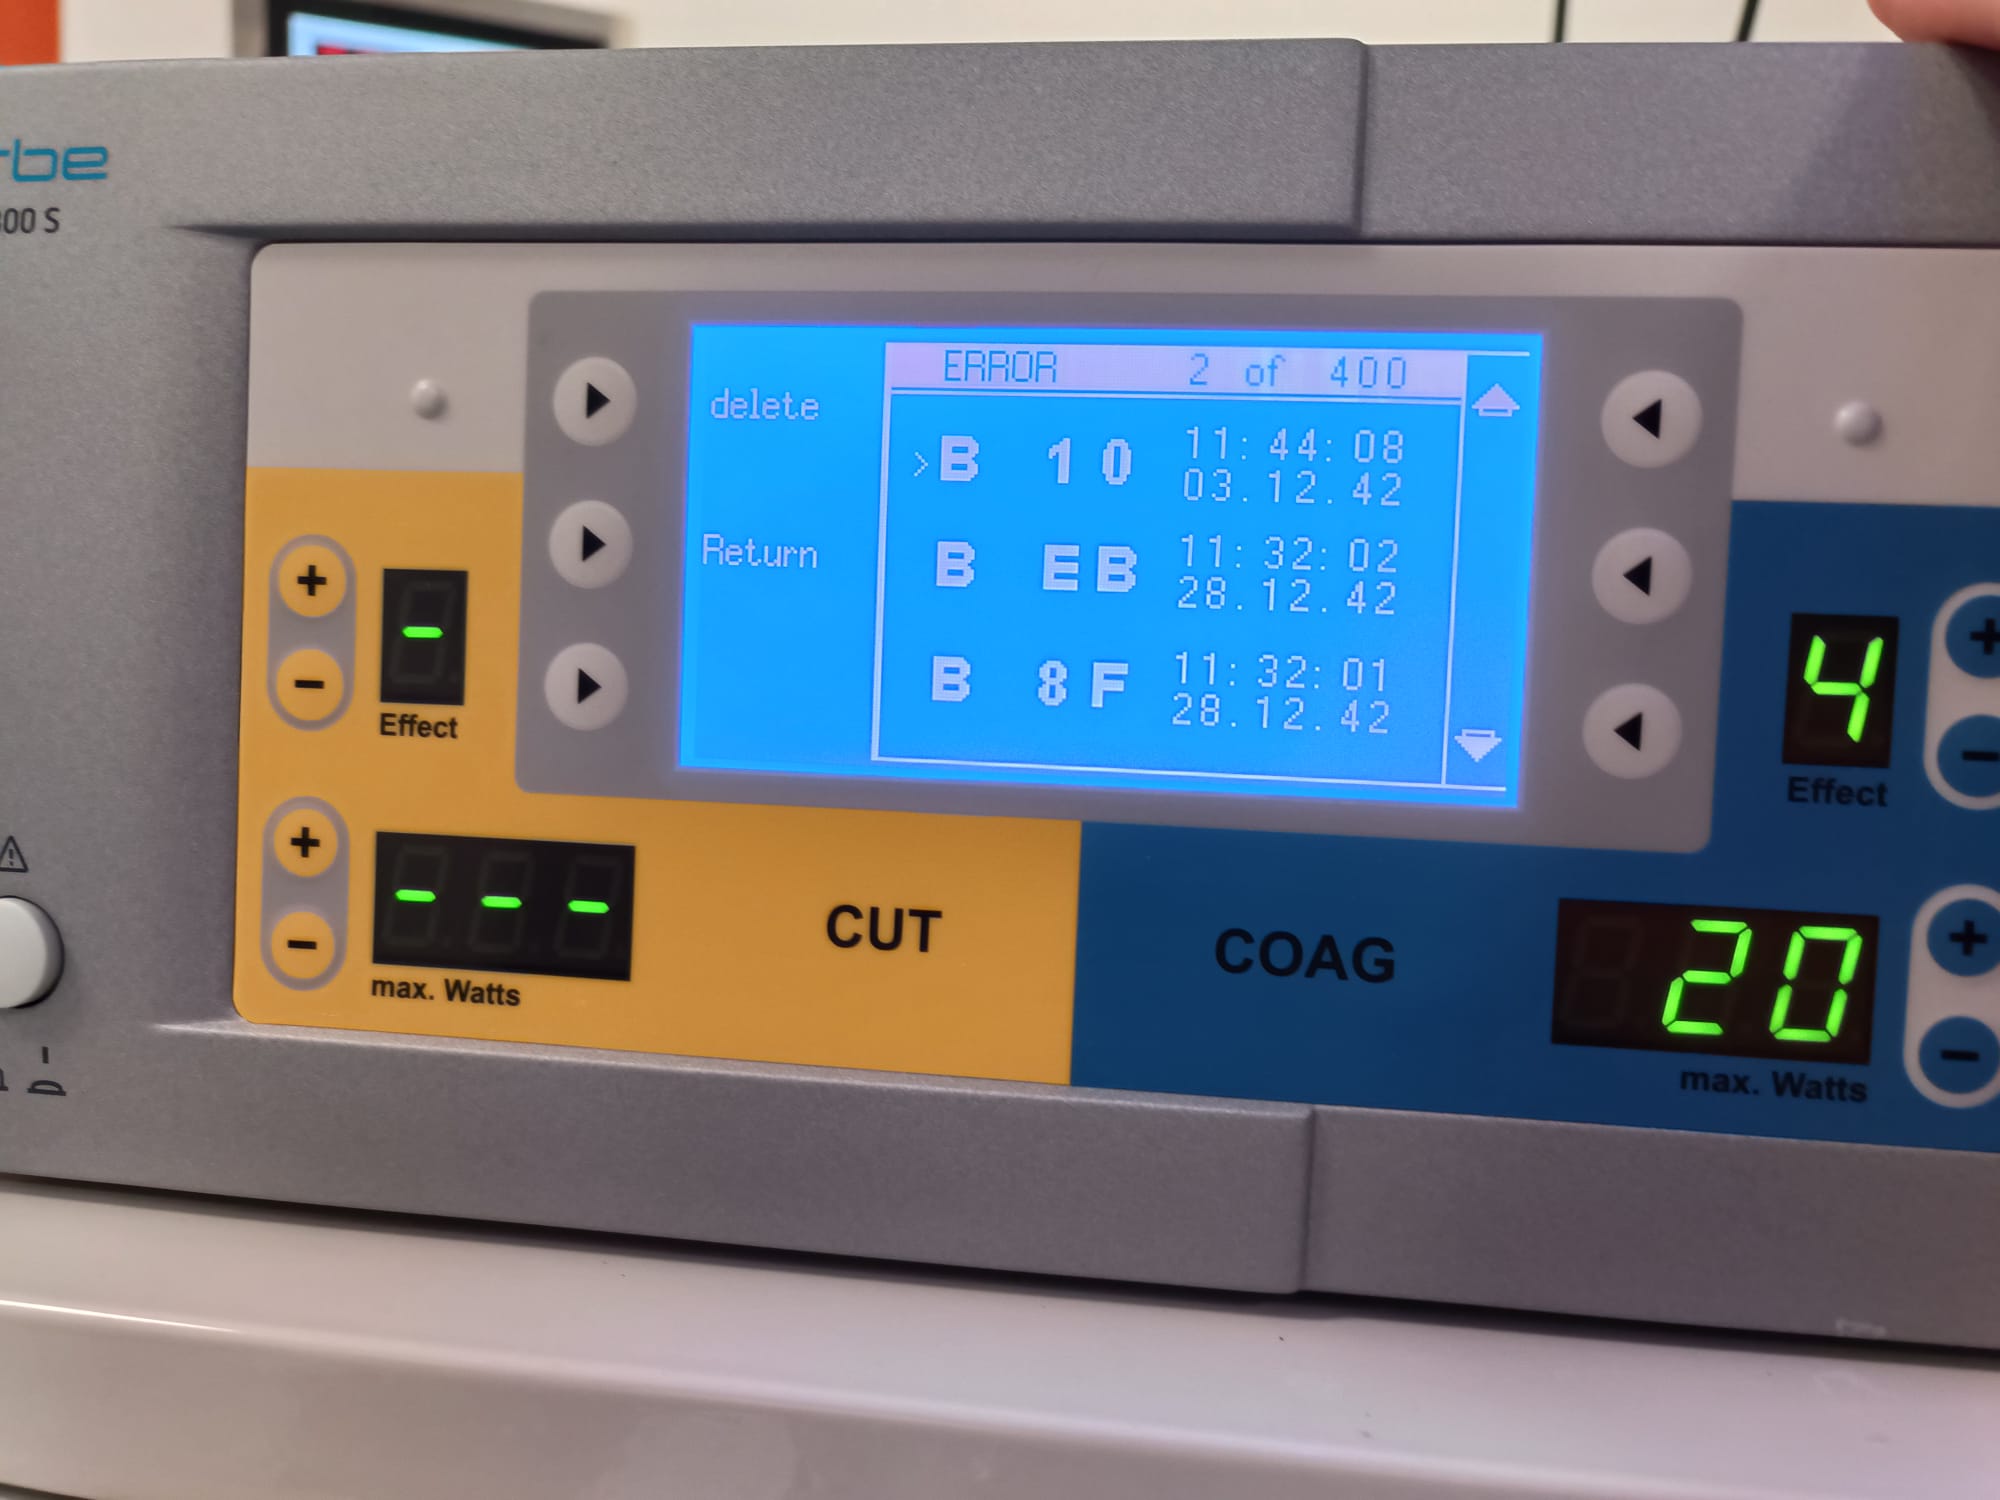 rbe
300 S
ERROR 2 of 400
delete
>B 10 11:44:08
03.12.42
Return
B EB 11:32:02
28.12.42
B 8F 11:32:01
28.12.42
+
-
-
Effect
+
-
- - -
max. Watts
CUT
COAG
4
Effect
+
-
20
max. Watts
+
-